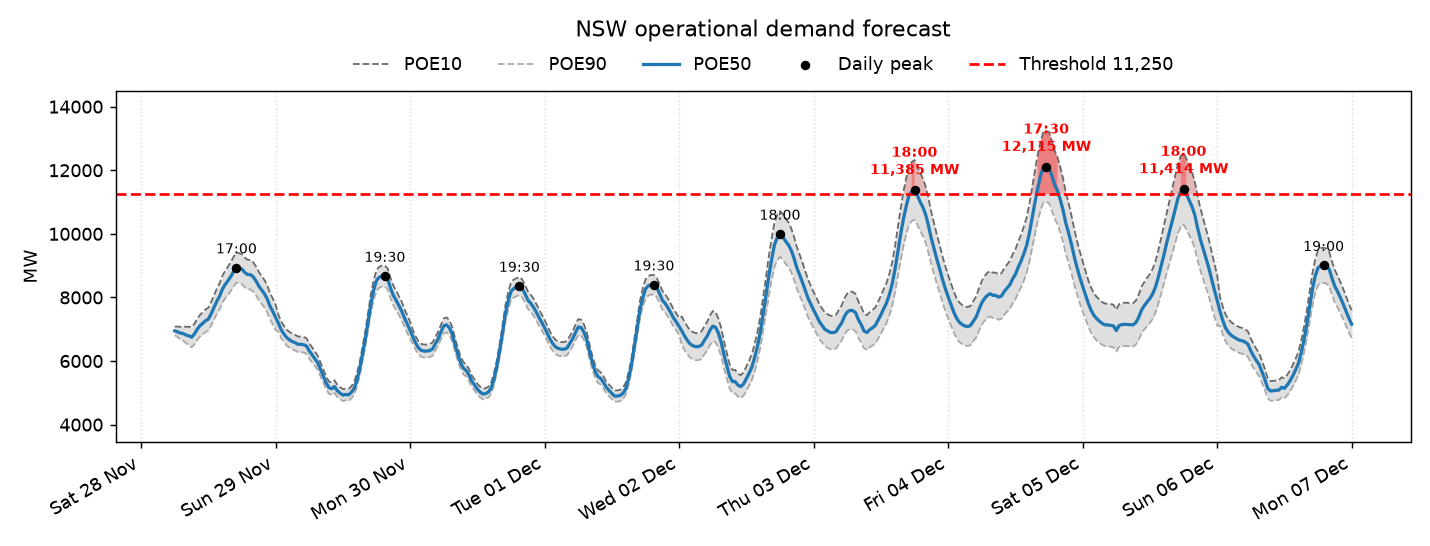 NSW operational demand forecast
POE10 POE90 POE50 Daily peak Threshold 11,250
MW
14000
12000
10000
8000
6000
4000
17:00
19:30
19:30
19:30
18:00
18:00
11,385 MW
17:30
12,115 MW
18:00
11,414 MW
19:00
Sat 28 Nov
Sun 29 Nov
Mon 30 Nov
Tue 01 Dec
Wed 02 Dec
Thu 03 Dec
Fri 04 Dec
Sat 05 Dec
Sun 06 Dec
Mon 07 Dec